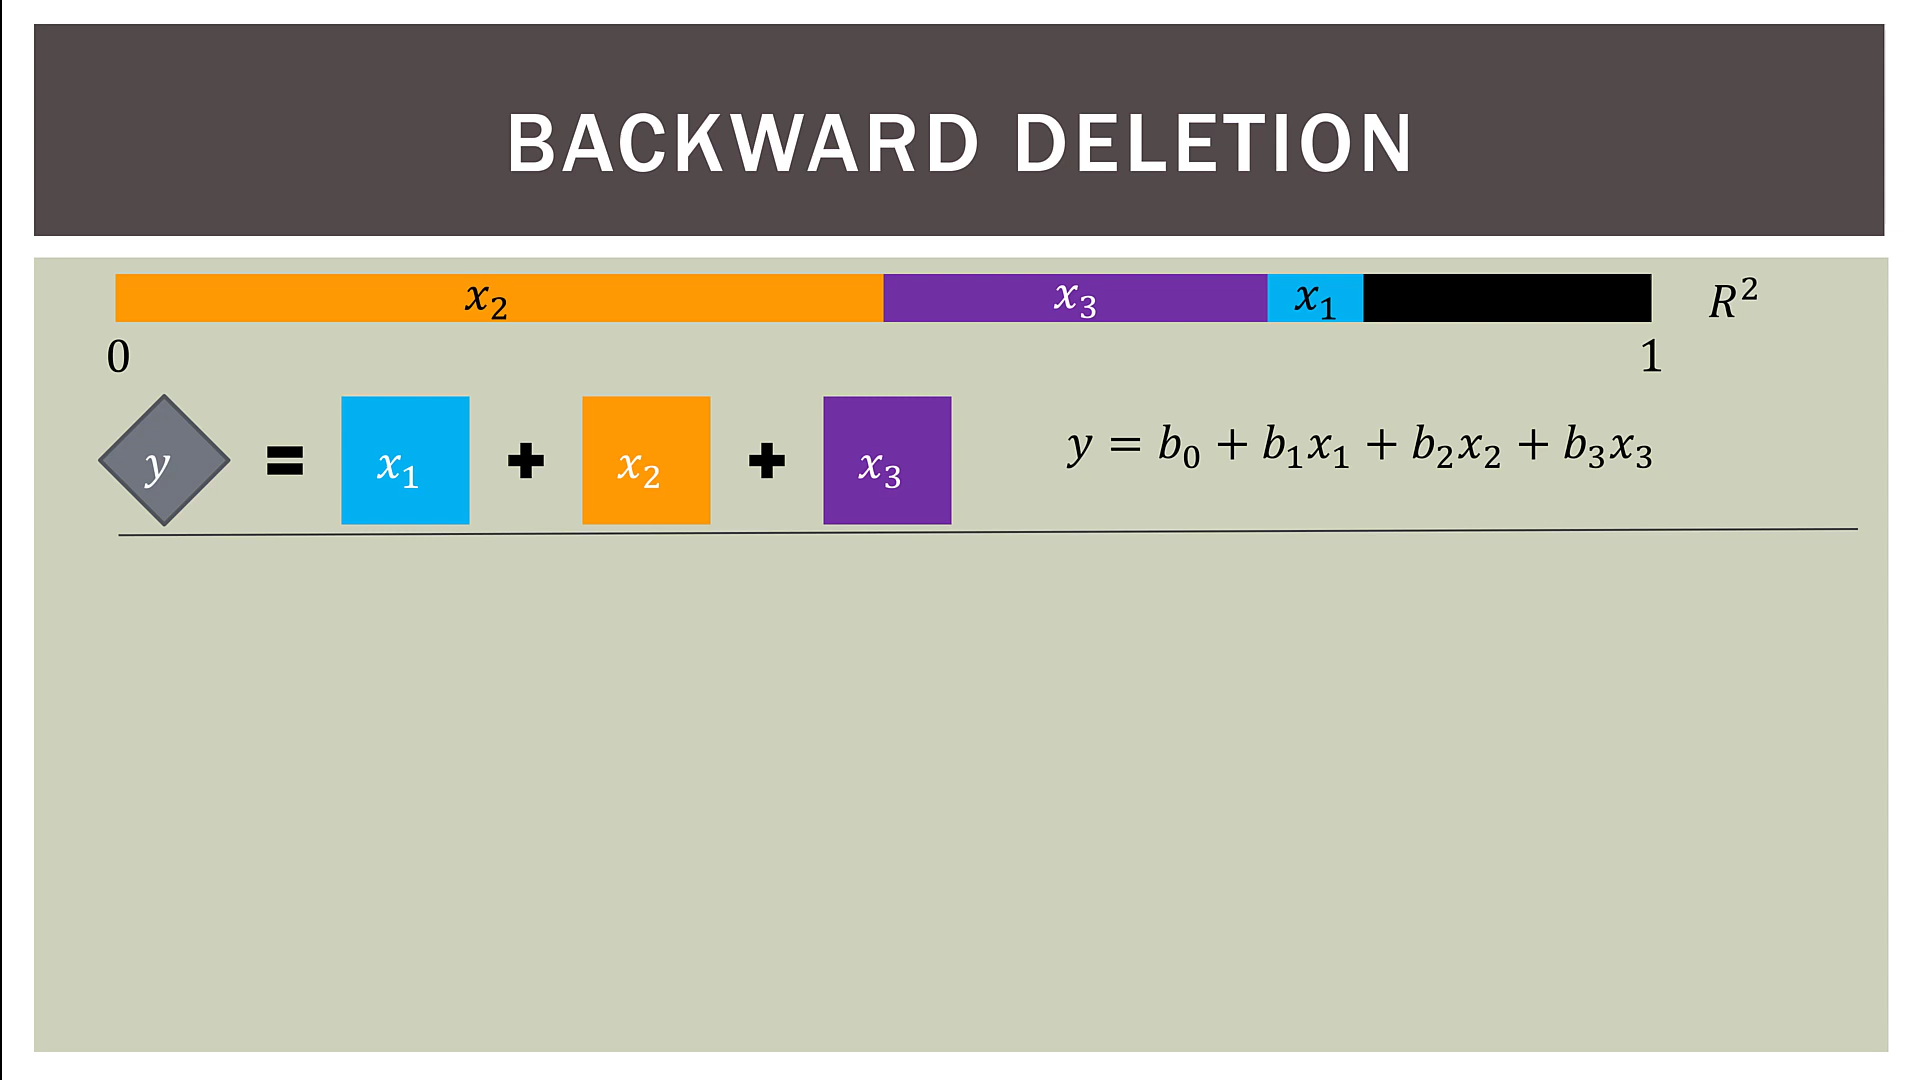 BACKWARD DELETION
x₂ x₃ x₁ R²
0 1
y = x₁ + x₂ + x₃ y = b₀ + b₁x₁ + b₂x₂ + b₃x₃